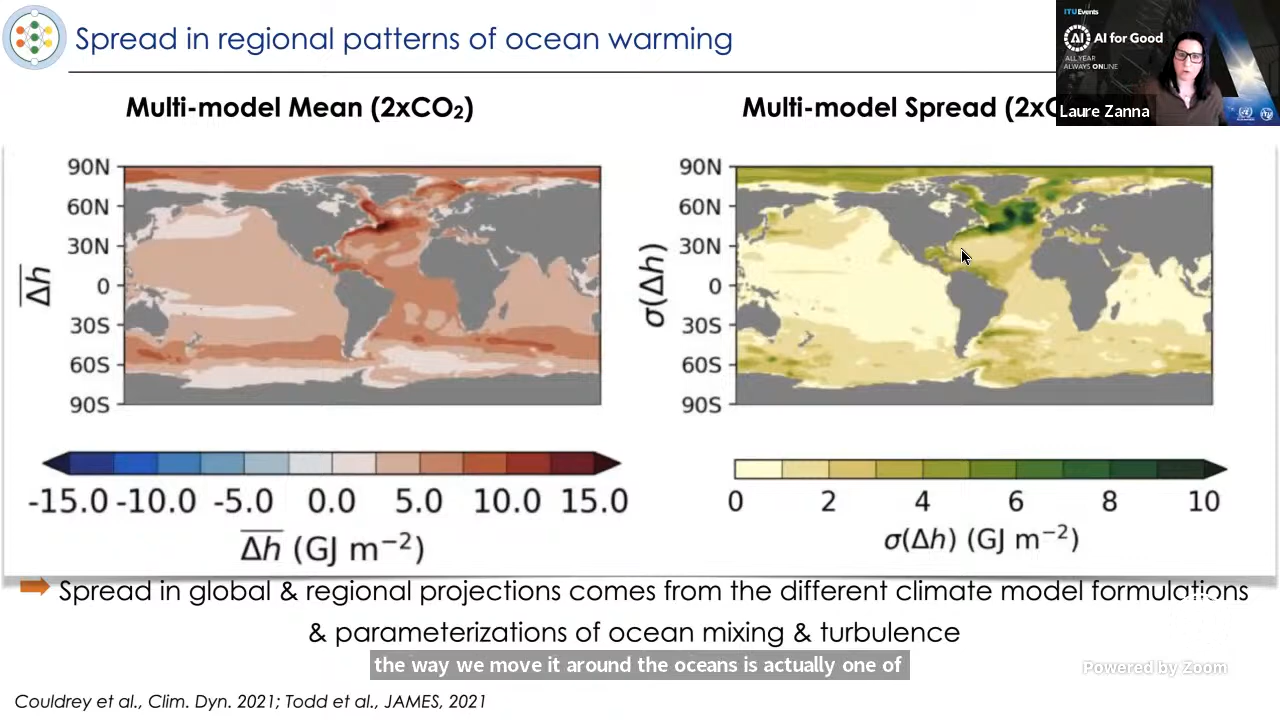 Spread in regional patterns of ocean warming
ITUEvents
AI
AI for Good
ALL YEAR
ALWAYS ONLINE
Laure Zanna
Multi-model Mean (2xCO₂)
Multi-model Spread (2xC
90N
60N
30N
0
30S
60S
90S
Δh
-15.0 -10.0 -5.0 0.0 5.0 10.0 15.0
Δh (GJ m⁻²)
90N
60N
30N
0
30S
60S
90S
σ(Δh)
0 2 4 6 8 10
σ(Δh) (GJ m⁻²)
Spread in global & regional projections comes from the different climate model formulations
& parameterizations of ocean mixing & turbulence
the way we move it around the oceans is actually one of
Powered by Zoom
Couldrey et al., Clim. Dyn. 2021; Todd et al., JAMES, 2021